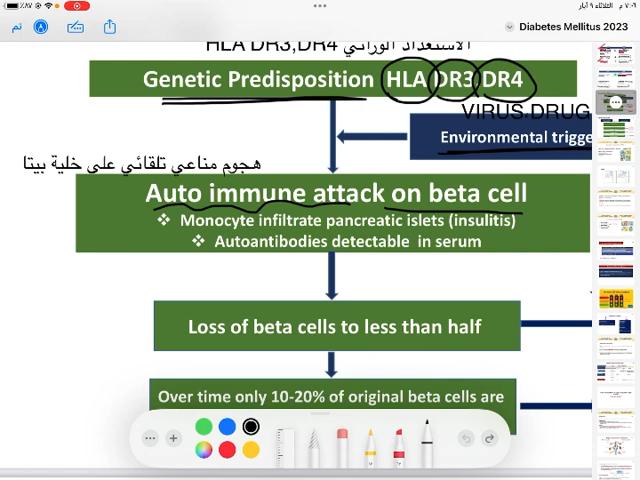 ٧:٠٦ م الثلاثاء ٩ أيار
٪٨٧
تم
Diabetes Mellitus 2023
الاستعداد الوراثي HLA DR3,DR4
Genetic Predisposition HLA DR3 DR4
VIRUS.DRUG
Environmental trigge
هجوم مناعي تلقائي على خلية بيتا
Auto immune attack on beta cell
❖ Monocyte infiltrate pancreatic islets (insulitis)
❖ Autoantibodies detectable in serum
Loss of beta cells to less than half
Over time only 10-20% of original beta cells are